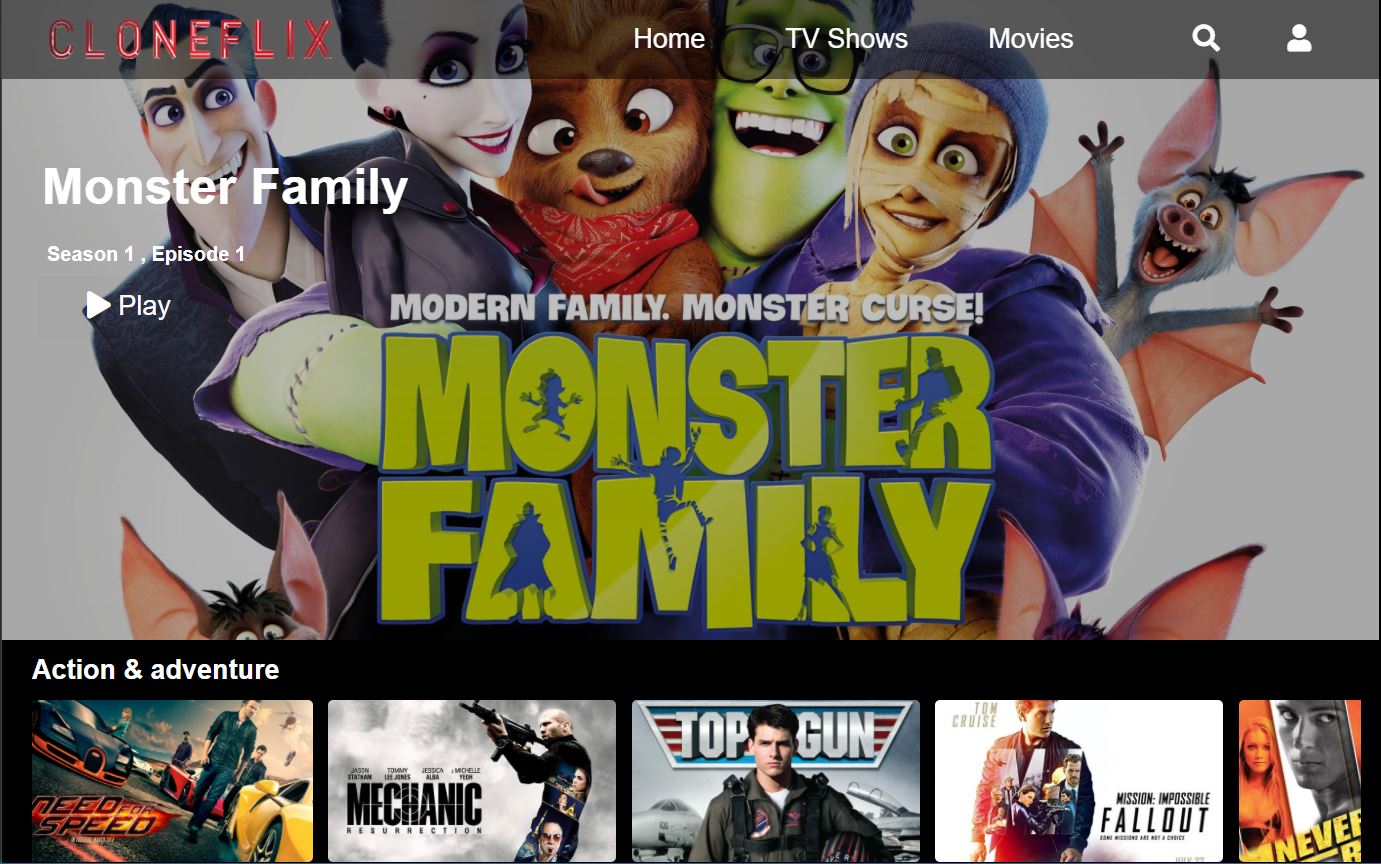 CLONEFLIX
Home
TV Shows
Movies
Monster Family
Season 1 , Episode 1
Play
MODERN FAMILY. MONSTER CURSE!
MONSTER
FAMILY
Action & adventure
NEED FOR
SPEED
JASON
STATHAM
TOMMY
LEE JONES
JESSICA
ALBA
& MICHELLE
YEOH
MECHANIC
RESURRECTION
TOP GUN
TOM
CRUISE
MISSION: IMPOSSIBLE
FALLOUT
SOME MISSIONS ARE NOT A CHOICE
NEVER